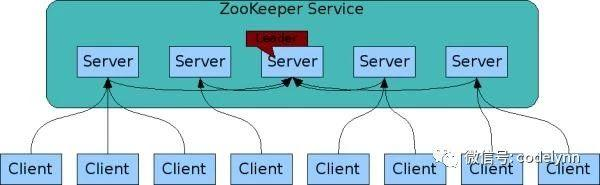 ZooKeeper Service
Leader
Server Server Server Server Server
Client Client Client Client Client Client Client Client
微信号: codelynn